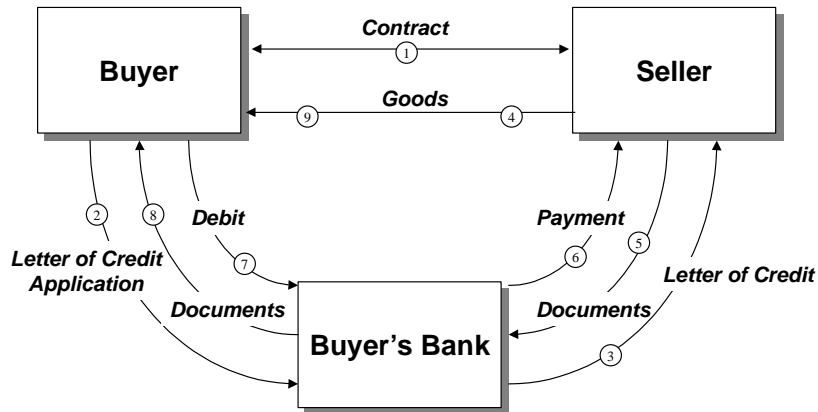 Contract
1
Buyer
Seller
Goods
9
4
2
8
Debit
Payment
5
Letter of Credit
Application
7
6
Letter of Credit
Documents
Documents
Buyer’s Bank
3